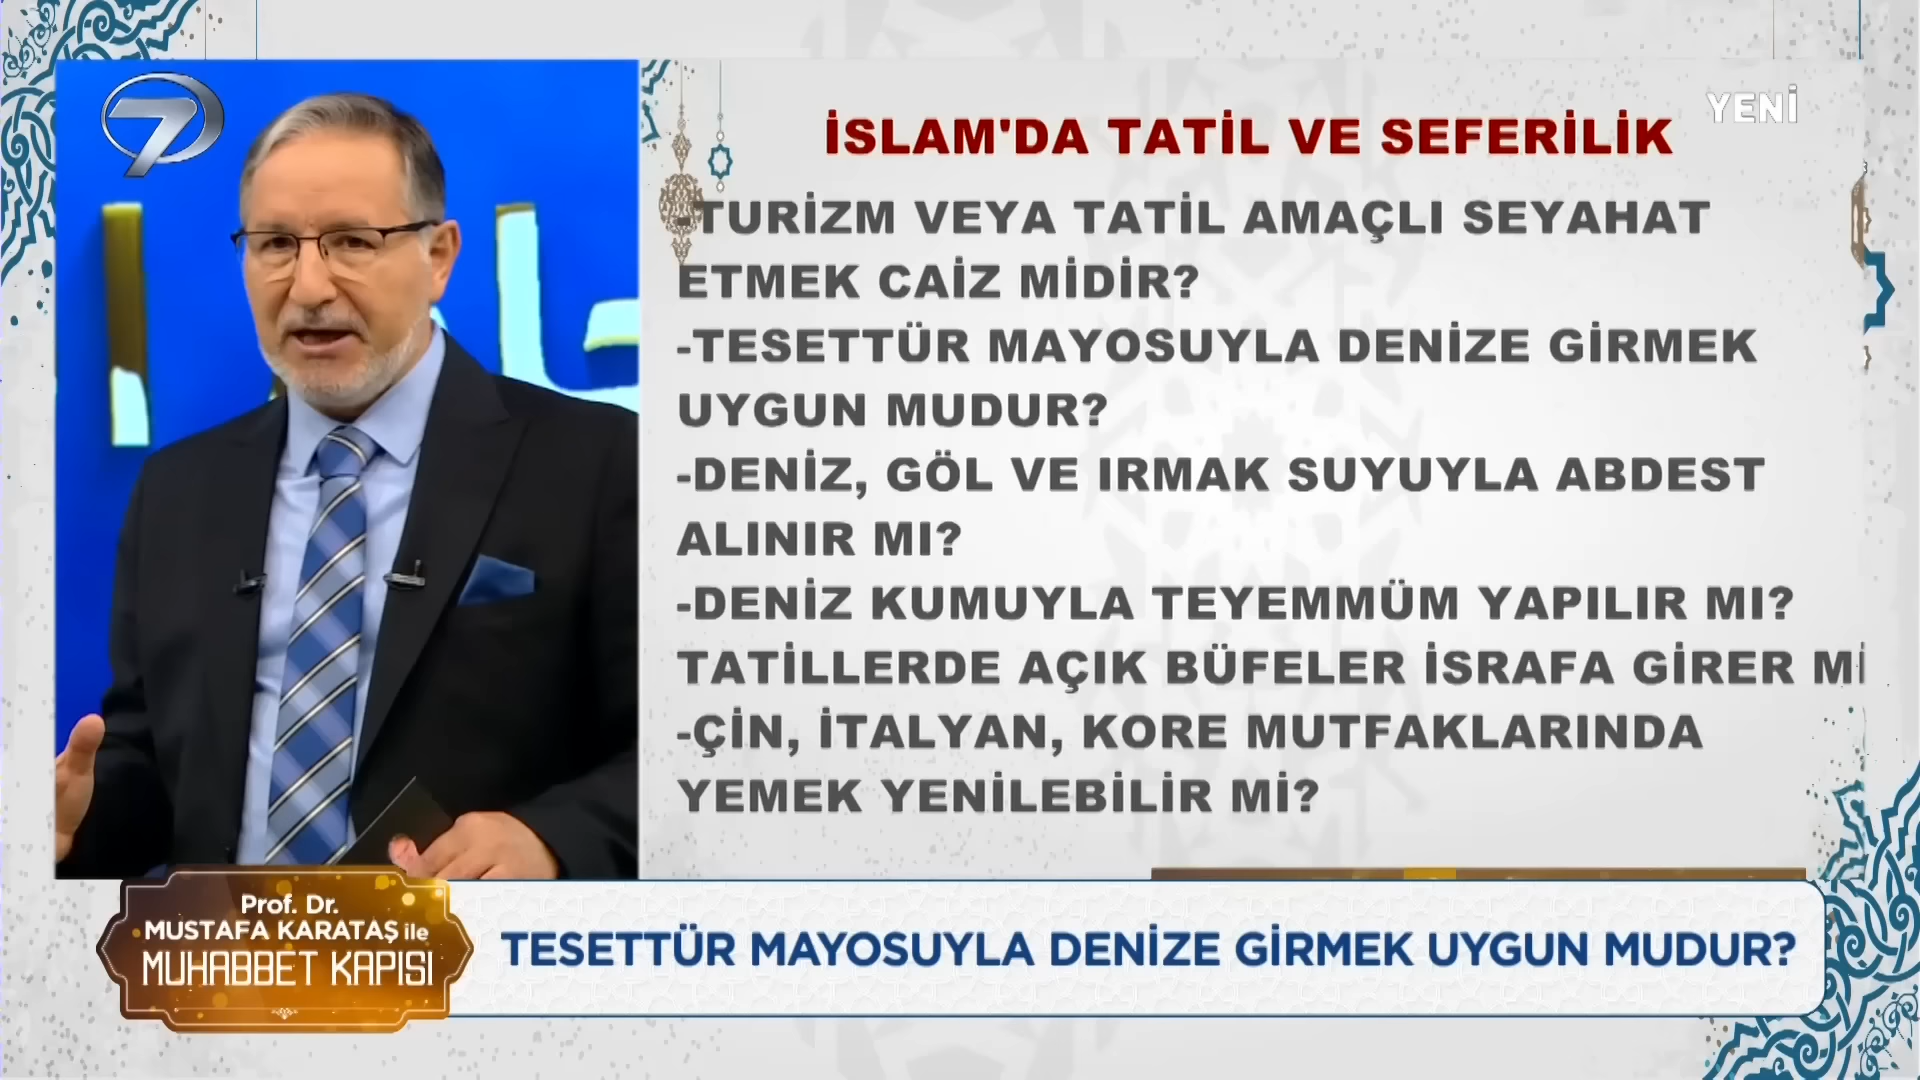 7
YENİ
İSLAM'DA TATİL VE SEFERİLİK
-TURİZM VEYA TATİL AMAÇLI SEYAHAT
ETMEK CAİZ MİDİR?
-TESETTÜR MAYOSUYLA DENİZE GİRMEK
UYGUN MUDUR?
-DENİZ, GÖL VE IRMAK SUYUYLA ABDEST
ALINIR MI?
-DENİZ KUMUYLA TEYEMMÜM YAPILIR MI?
TATİLLERDE AÇIK BÜFELER İSRAFA GİRER Mİ
-ÇİN, İTALYAN, KORE MUTFAKLARINDA
YEMEK YENİLEBİLİR Mİ?
Prof. Dr.
MUSTAFA KARATAŞ ile
MUHABBET KAPISI
TESETTÜR MAYOSUYLA DENİZE GİRMEK UYGUN MUDUR?